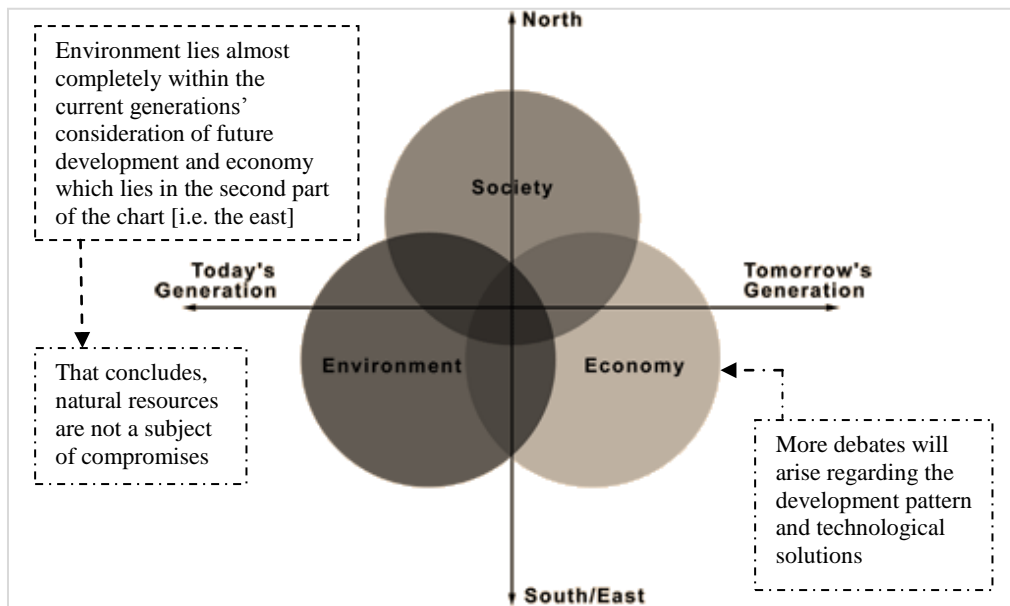 North
Environment lies almost
completely within the
current generations’
consideration of future
development and economy
which lies in the second part
of the chart [i.e. the east]
Society
Today's
Generation
Tomorrow's
Generation
Environment
Economy
That concludes,
natural resources
are not a subject
of compromises
More debates will
arise regarding the
development pattern
and technological
solutions
South/East